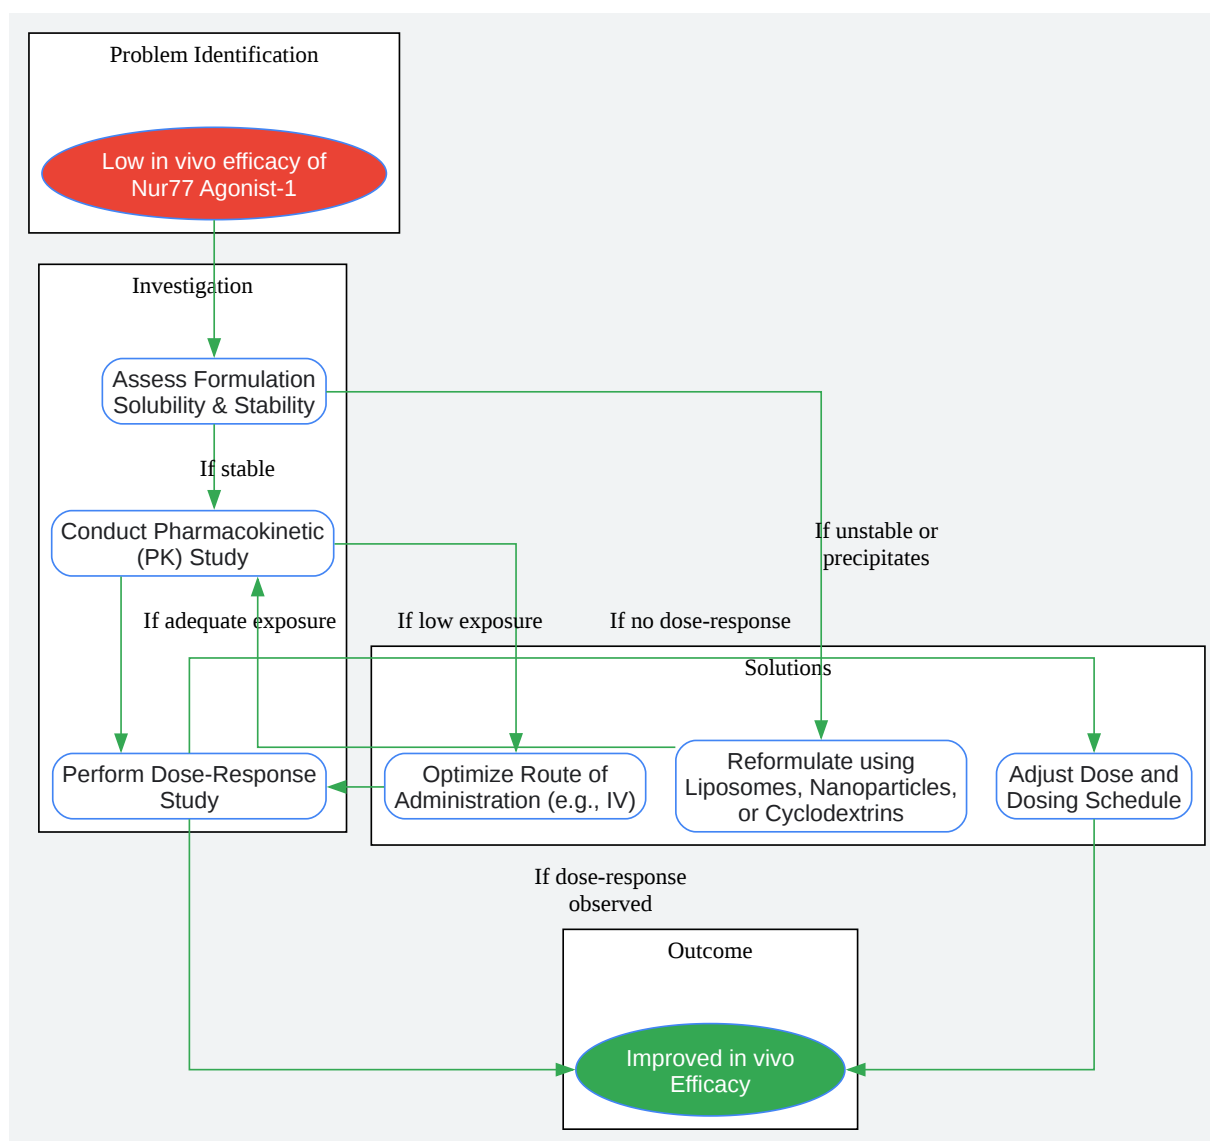 Problem Identification
Low in vivo efficacy of
Nur77 Agonist-1
Investigation
Assess Formulation
Solubility & Stability
If stable
Conduct Pharmacokinetic
(PK) Study
If unstable or
precipitates
If adequate exposure
If low exposure
If no dose-response
Solutions
Perform Dose-Response
Study
Optimize Route of
Administration (e.g., IV)
Reformulate using
Liposomes, Nanoparticles,
or Cyclodextrins
Adjust Dose and
Dosing Schedule
If dose-response
observed
Outcome
Improved in vivo
Efficacy